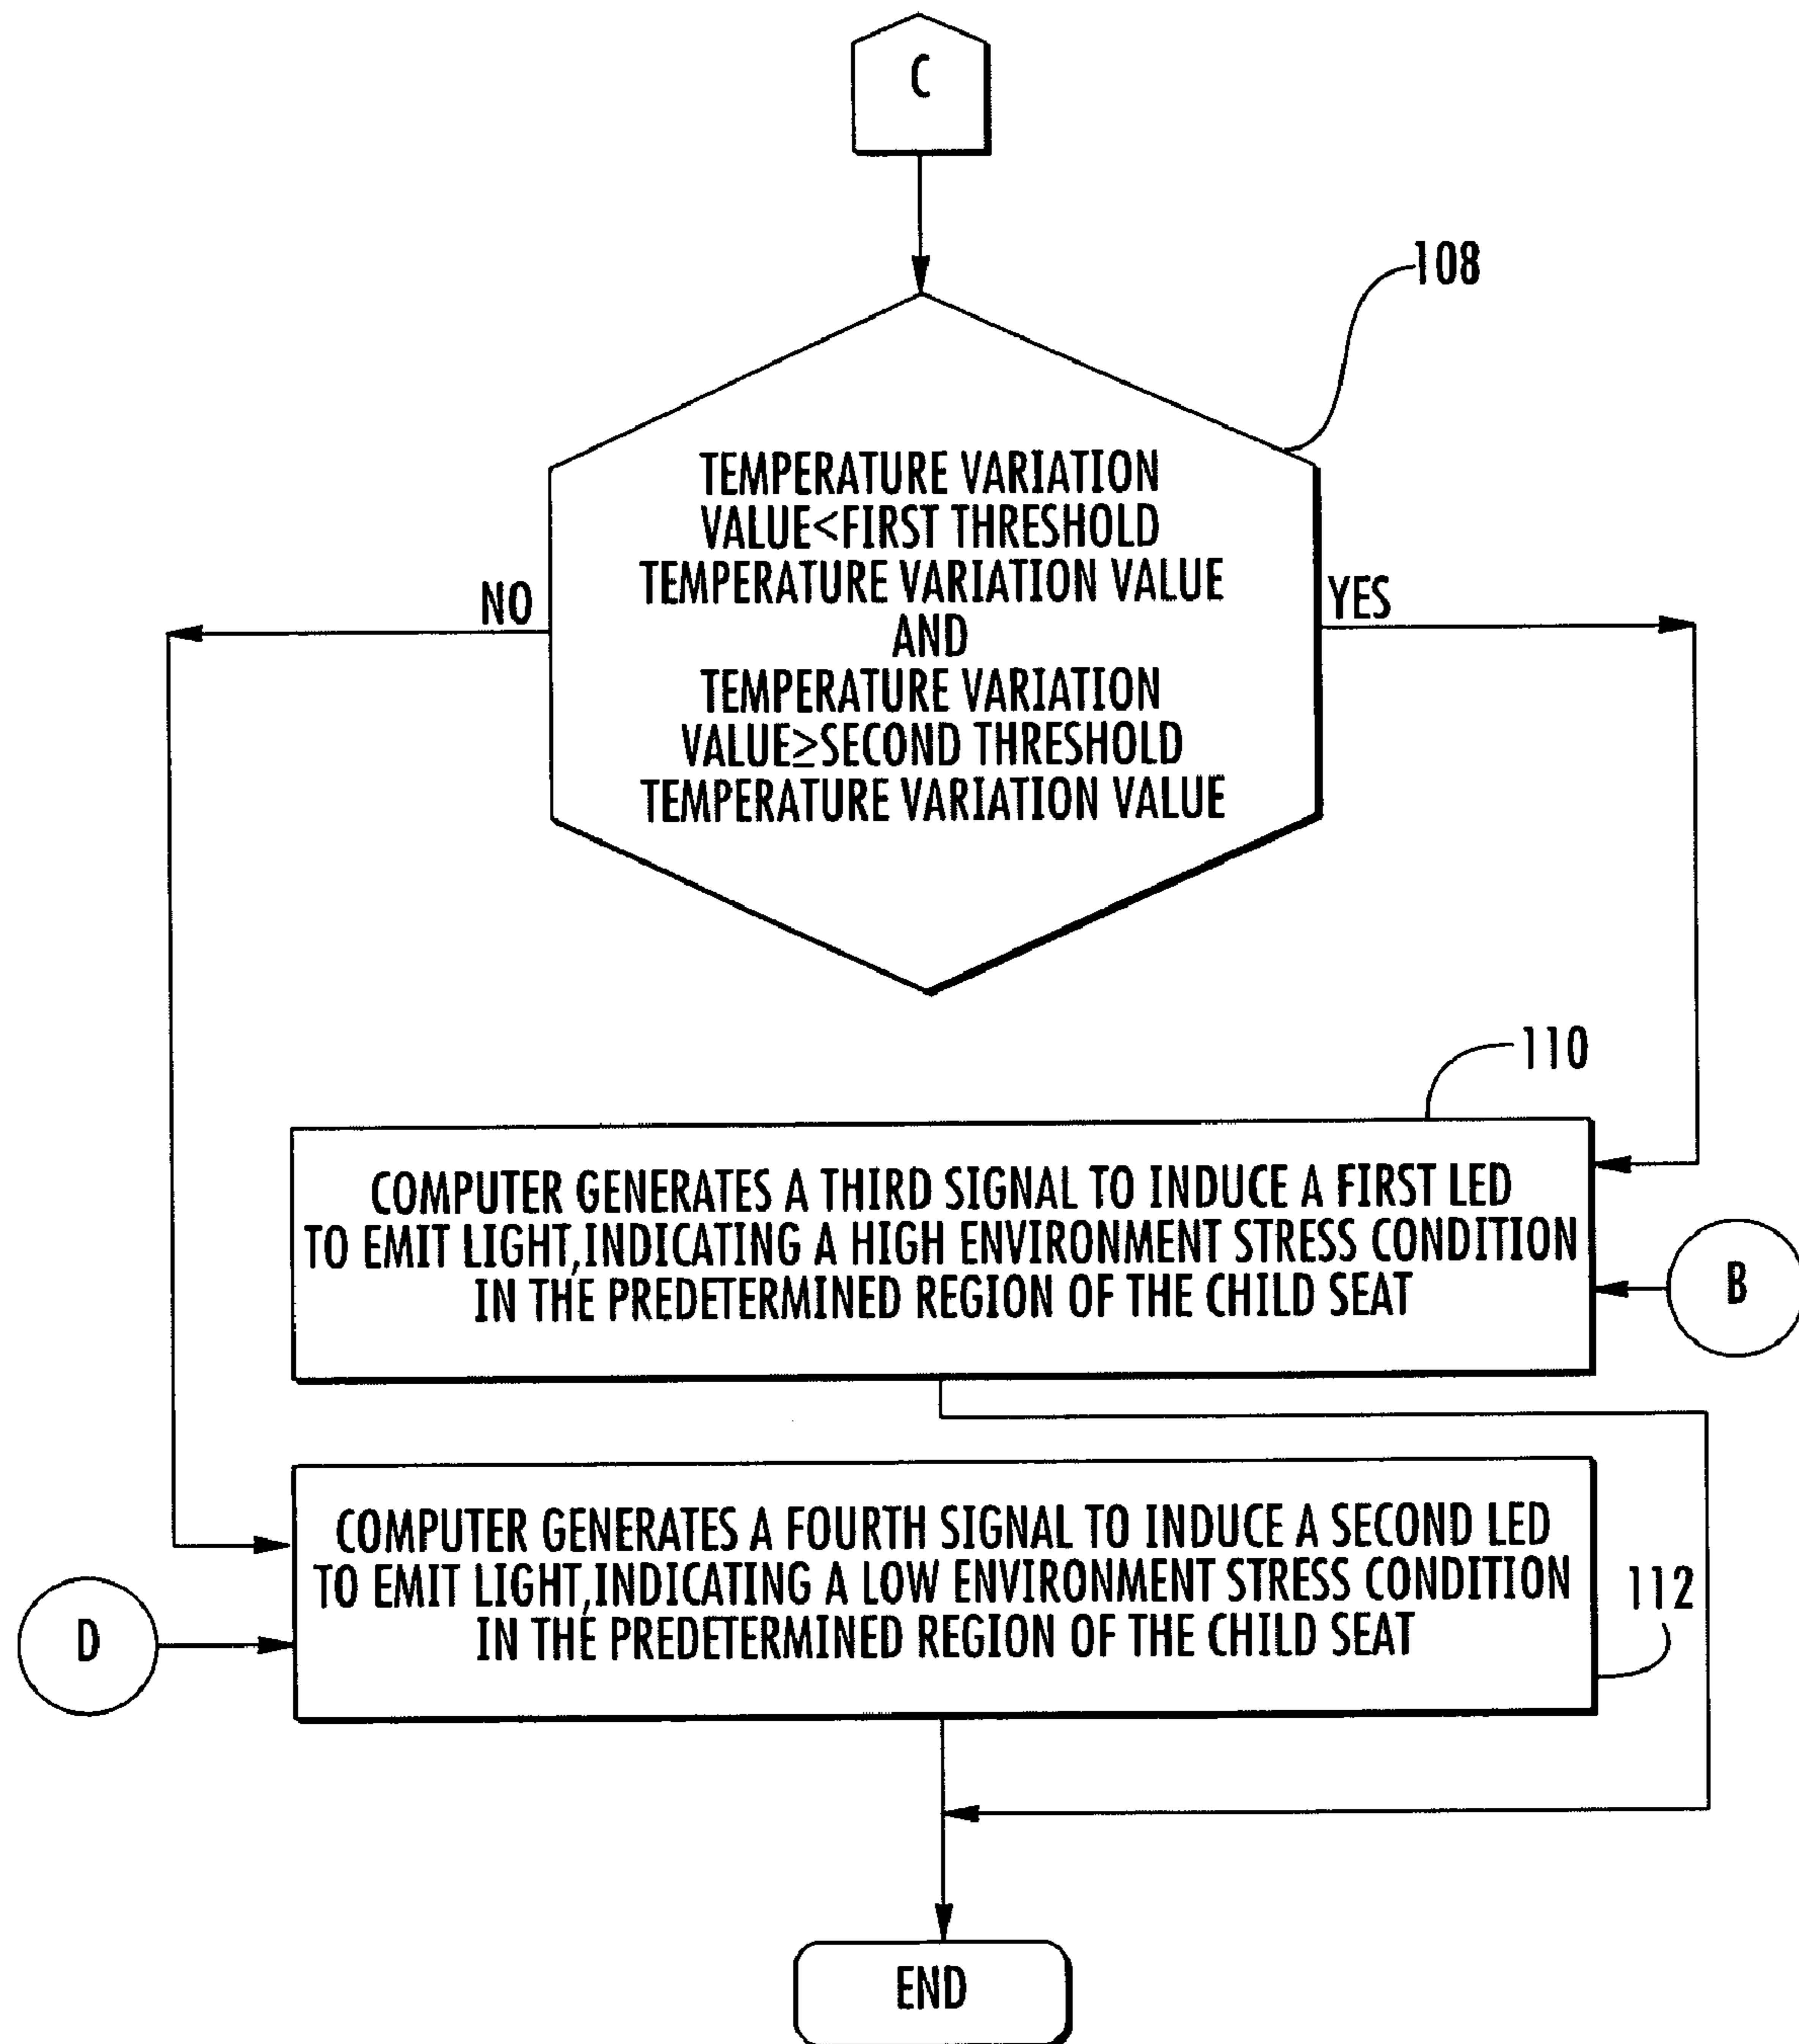 C
108
TEMPERATURE VARIATION
VALUE<FIRST THRESHOLD
TEMPERATURE VARIATION VALUE
AND
TEMPERATURE VARIATION
VALUE≥SECOND THRESHOLD
TEMPERATURE VARIATION VALUE
NO
YES
110
COMPUTER GENERATES A THIRD SIGNAL TO INDUCE A FIRST LED
TO EMIT LIGHT,INDICATING A HIGH ENVIRONMENT STRESS CONDITION
IN THE PREDETERMINED REGION OF THE CHILD SEAT
B
COMPUTER GENERATES A FOURTH SIGNAL TO INDUCE A SECOND LED
TO EMIT LIGHT,INDICATING A LOW ENVIRONMENT STRESS CONDITION
IN THE PREDETERMINED REGION OF THE CHILD SEAT
112
D
END